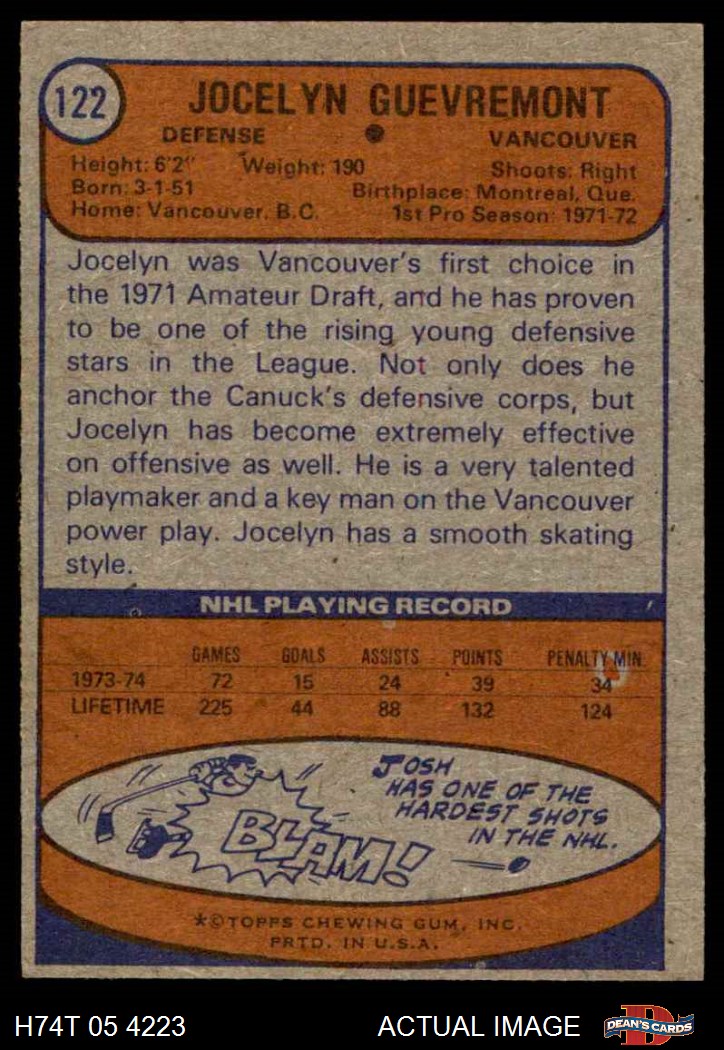 122
JOCELYN GUEVREMONT
DEFENSE ● VANCOUVER
Height: 6'2" Weight: 190 Shoots: Right
Born: 3-1-51 Birthplace: Montreal, Que.
Home: Vancouver, B.C. 1st Pro Season: 1971-72
Jocelyn was Vancouver's first choice in
the 1971 Amateur Draft, and he has proven
to be one of the rising young defensive
stars in the League. Not only does he
anchor the Canuck's defensive corps, but
Jocelyn has become extremely effective
on offensive as well. He is a very talented
playmaker and a key man on the Vancouver
power play. Jocelyn has a smooth skating
style.
NHL PLAYING RECORD
GAMES GOALS ASSISTS POINTS PENALTY MIN.
1973-74 72 15 24 39 34
LIFETIME 225 44 88 132 124
JOSH
HAS ONE OF THE
HARDEST SHOTS
IN THE NHL.
BLAM!
*©TOPPS CHEWING GUM, INC.
PRTD. IN U.S.A.
H74T 05 4223 ACTUAL IMAGE D DEAN'S CARDS